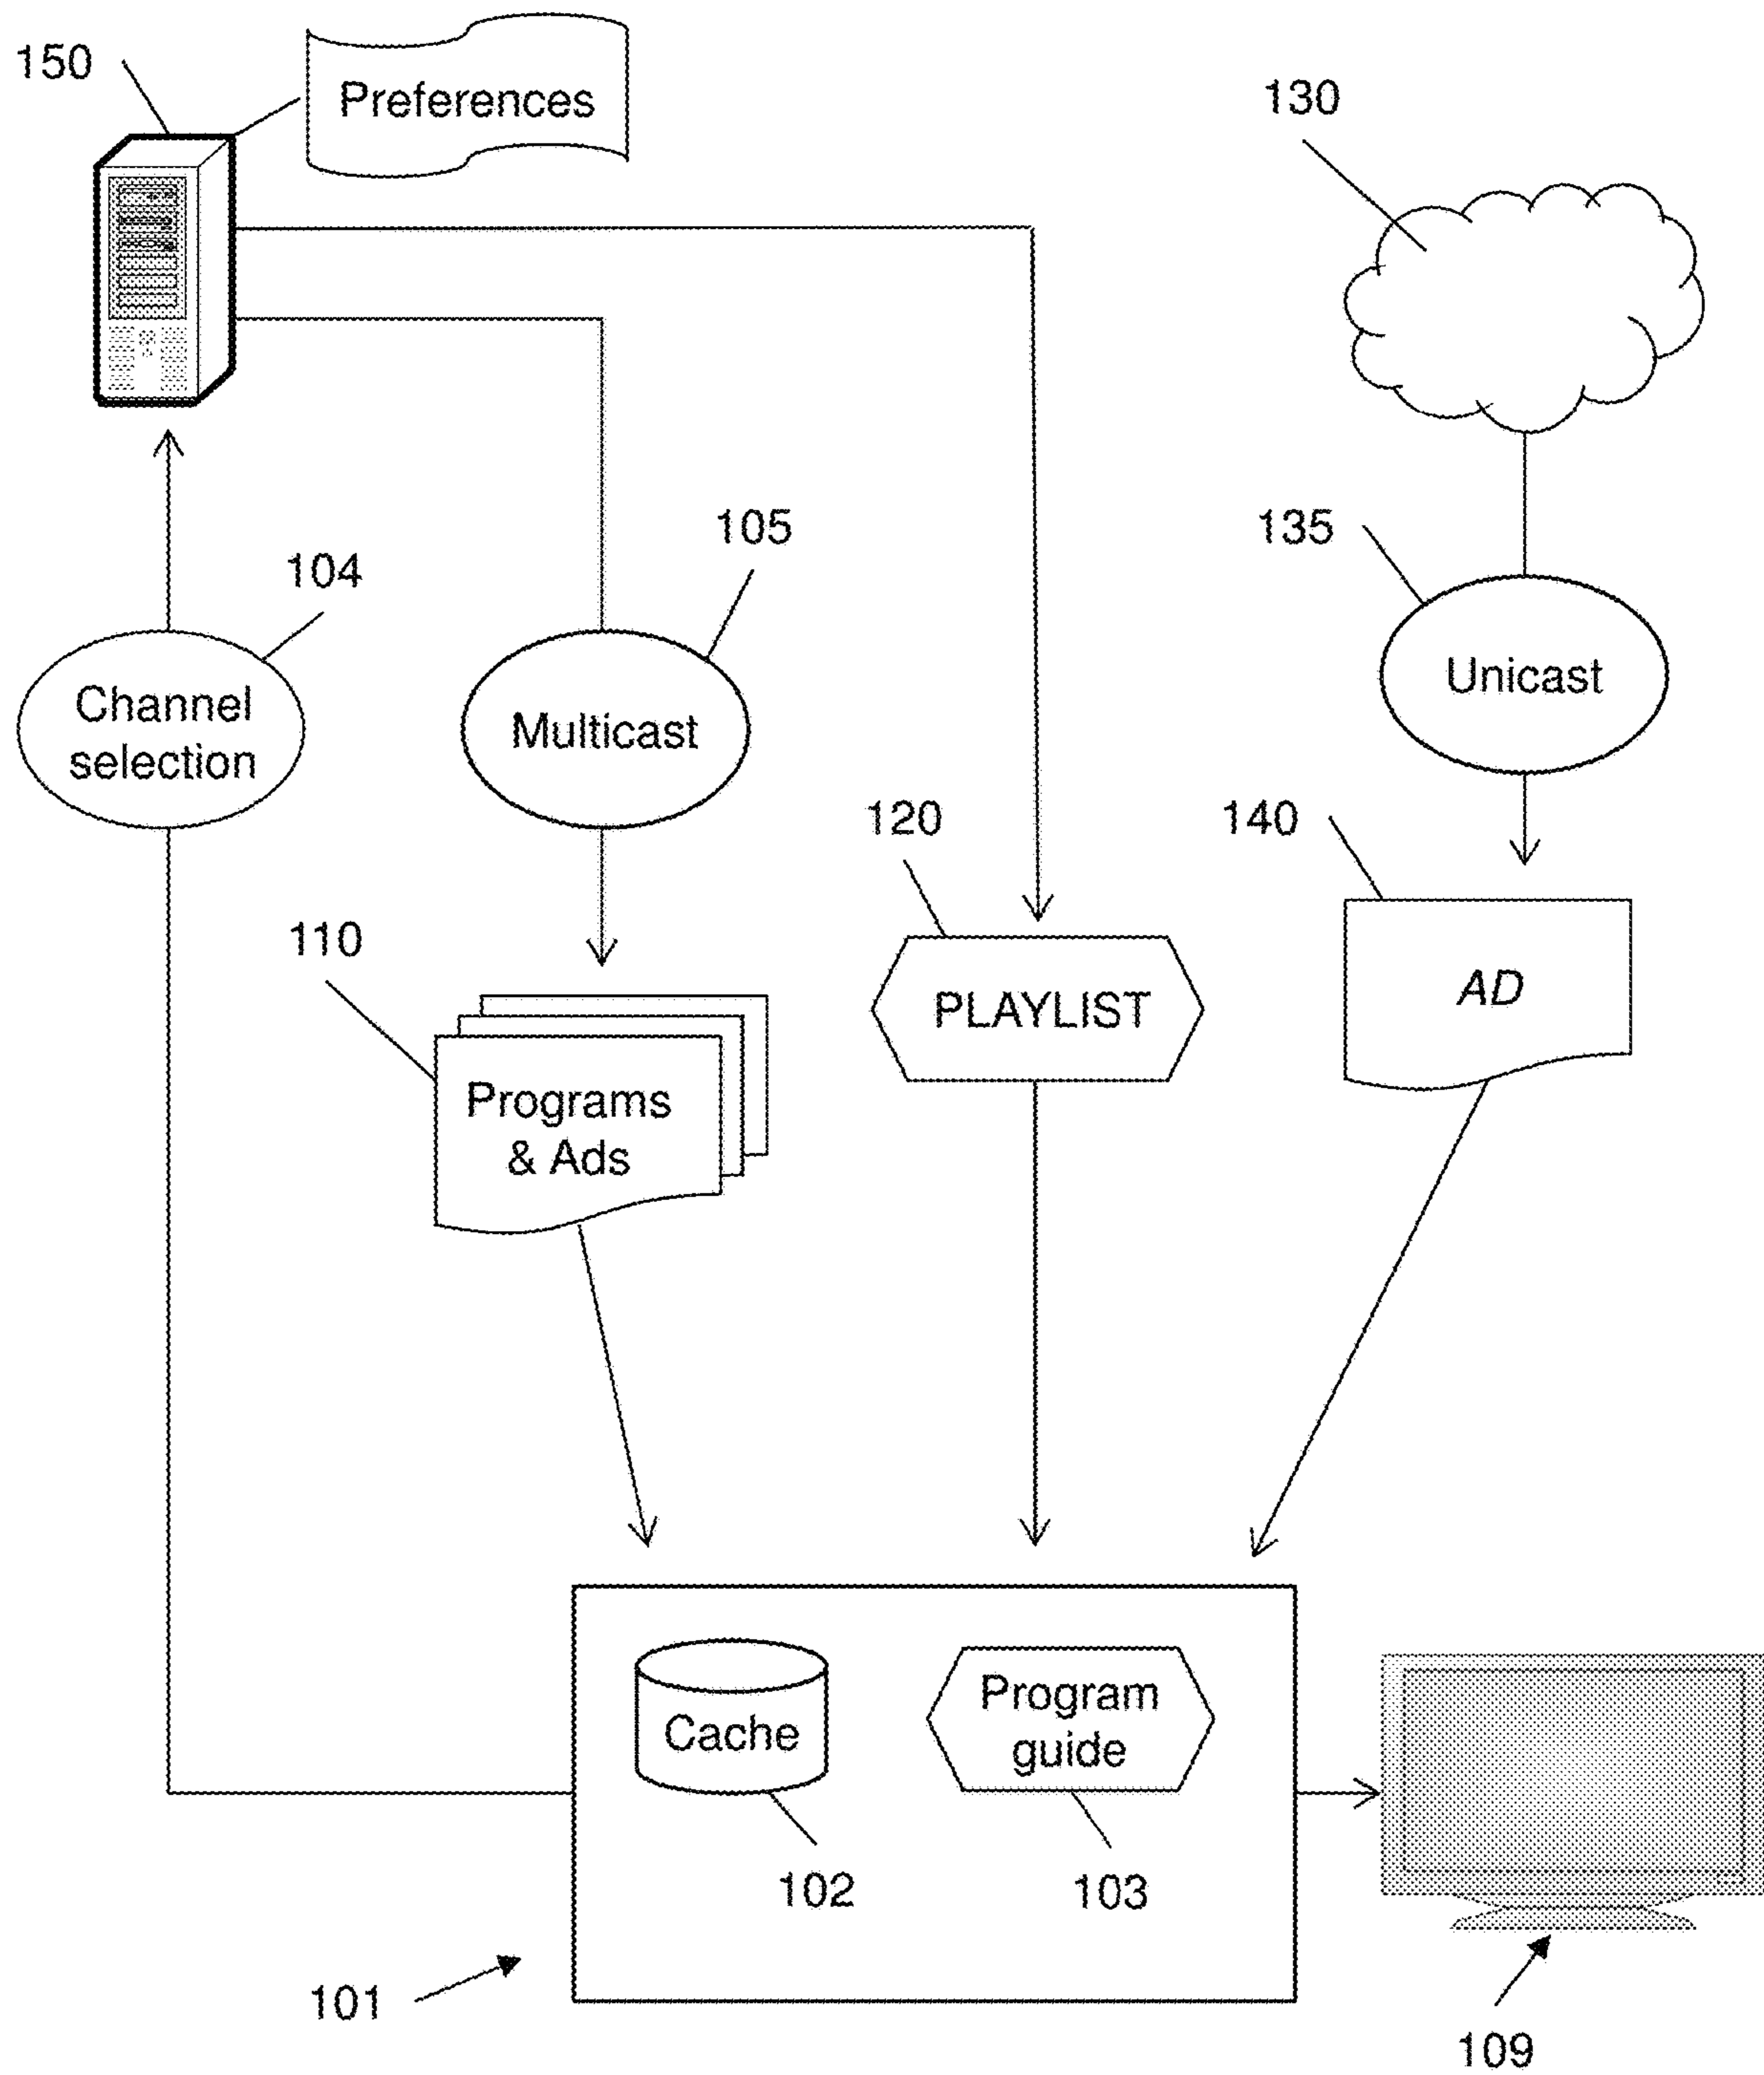 150
Preferences
130
104
105
135
Channel
selection
Multicast
Unicast
120
140
110
PLAYLIST
AD
Programs
& Ads
Cache
Program
guide
102
103
101
109